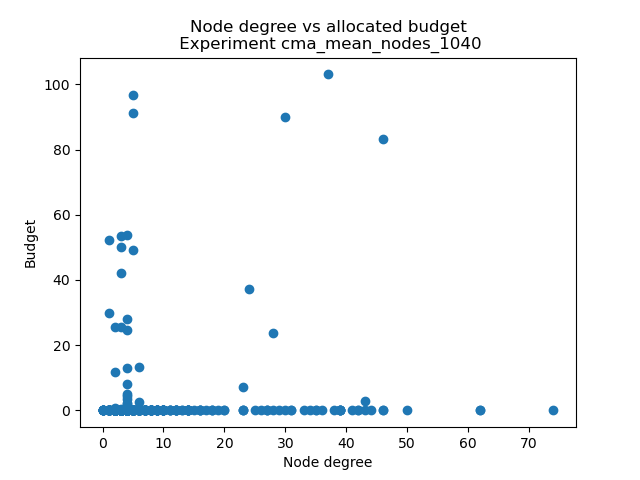 Node degree vs allocated budget
Experiment cma_mean_nodes_1040
100
80
60
40
20
0
Budget
0 10 20 30 40 50 60 70
Node degree